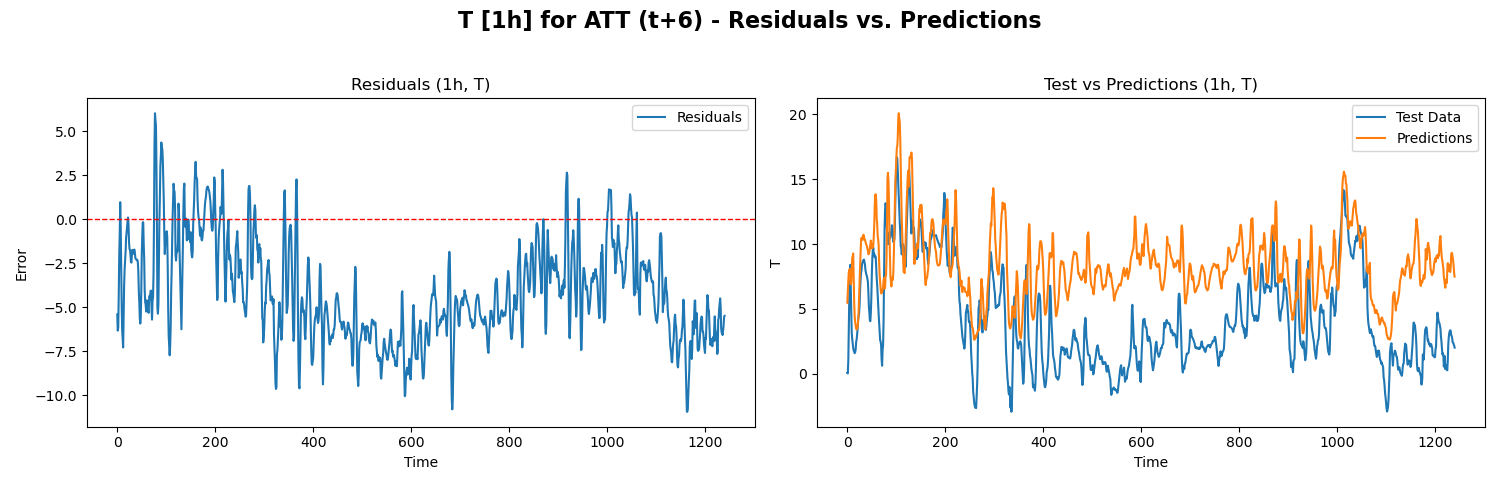 T [1h] for ATT (t+6) - Residuals vs. Predictions
Residuals (1h, T)
Residuals
Error
5.0
2.5
0.0
−2.5
−5.0
−7.5
−10.0
0 200 400 600 800 1000 1200
Time
Test vs Predictions (1h, T)
Test Data
Predictions
T
20
15
10
5
0
0 200 400 600 800 1000 1200
Time